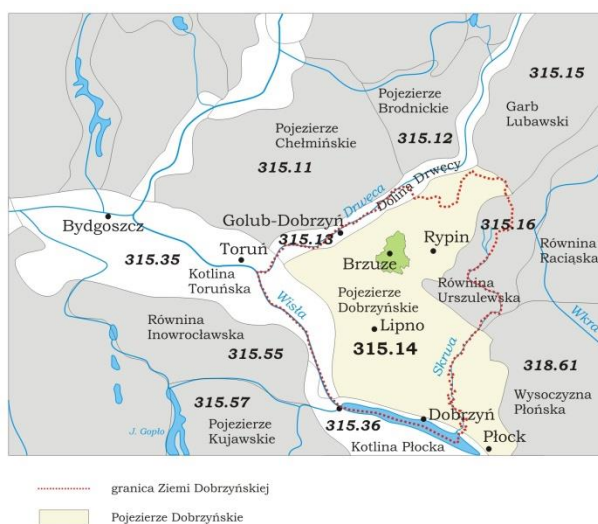 315.15
Pojezierze
Brodnickie
Garb
Lubawski
Pojezierze
Chełmińskie
315.12
315.11
Drwęca
Dolina Drwęcy
Golub-Dobrzyń
315.13
315.16
Bydgoszcz
Toruń
Rypin
Równina
Raciąska
315.35
Brzuze
Kotlina
Toruńska
Równina
Urszulewska
Pojezierze
Dobrzyńskie
Wisła
Wkra
Równina
Inowrocławska
Lipno
315.14
315.55
Skrwa
318.61
Wysoczyzna
Płońska
315.57
Dobrzyń
315.36
J. Gopło
Pojezierze
Kujawskie
Kotlina Płocka
Płock
granica Ziemi Dobrzyńskiej
Pojezierze Dobrzyńskie